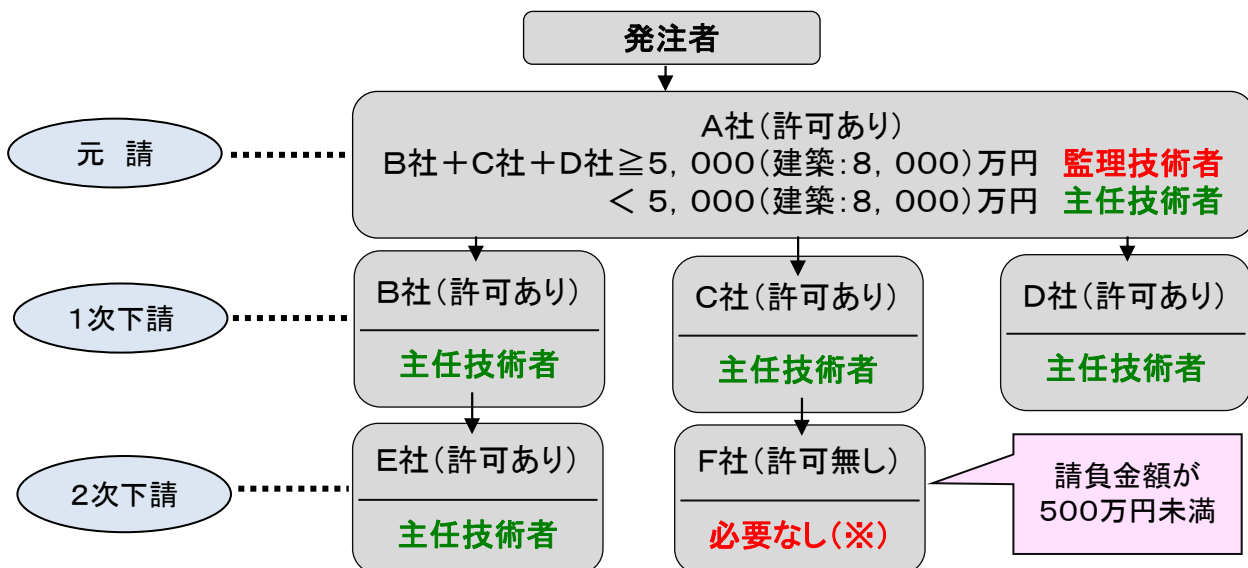 発注者
元　請
A社（許可あり）
B社＋C社＋D社≧5，000（建築：8，000）万円　監理技術者
＜ 5，000（建築：8，000）万円　主任技術者
1次下請
B社（許可あり）
主任技術者
C社（許可あり）
主任技術者
D社（許可あり）
主任技術者
2次下請
E社（許可あり）
主任技術者
F社（許可無し）
必要なし（※）
請負金額が
500万円未満